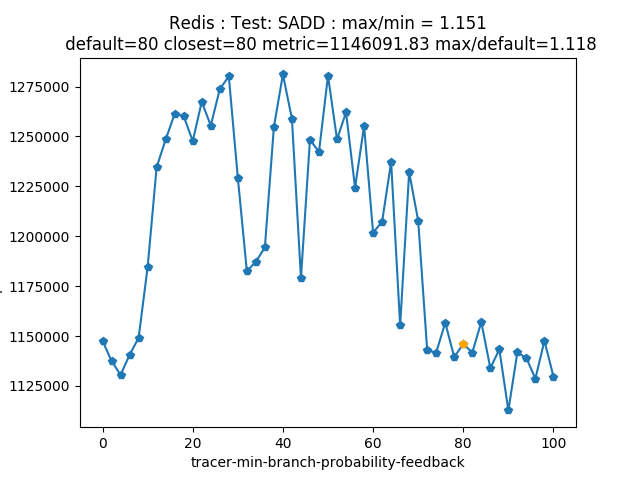 Redis : Test: SADD : max/min = 1.151
default=80 closest=80 metric=1146091.83 max/default=1.118
1275000
1250000
1225000
1200000
1175000
1150000
1125000
0 20 40 60 80 100
tracer-min-branch-probability-feedback